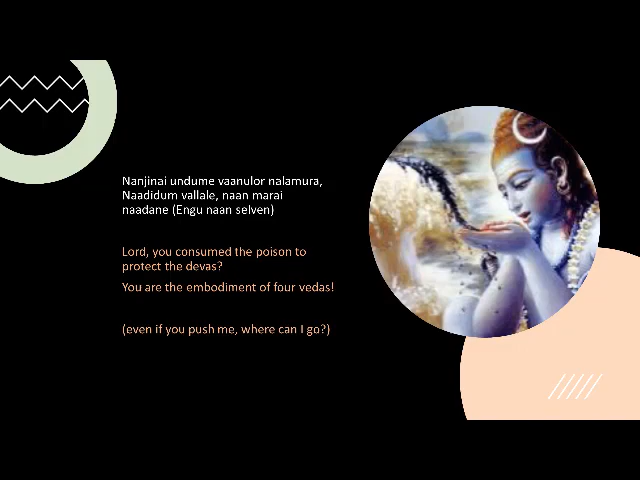 Nanjinai undume vaanulor nalamura,
Naadidum vallale, naan marai
naadane (Engu naan selven)
Lord, you consumed the poison to
protect the devas?
You are the embodiment of four vedas!
(even if you push me, where can I go?)